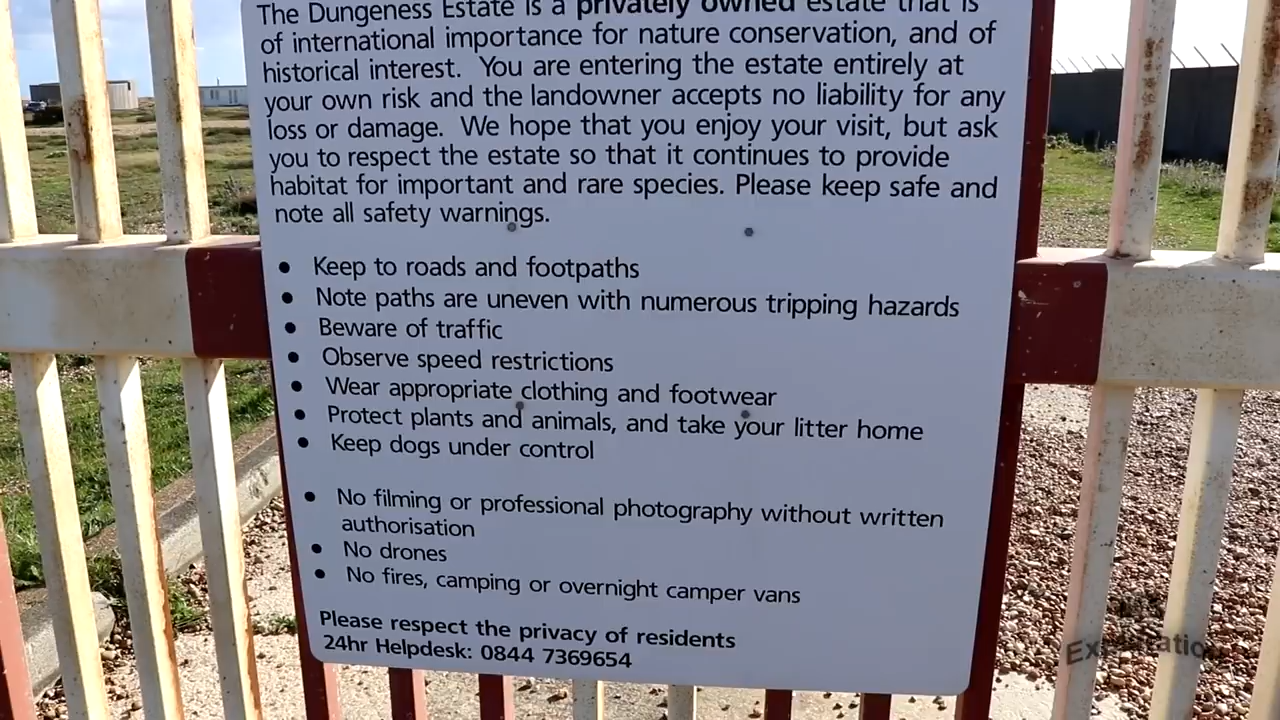 The Dungeness Estate is a privately owned estate that is
of international importance for nature conservation, and of
historical interest. You are entering the estate entirely at
your own risk and the landowner accepts no liability for any
loss or damage. We hope that you enjoy your visit, but ask
you to respect the estate so that it continues to provide
habitat for important and rare species. Please keep safe and
note all safety warnings.
• Keep to roads and footpaths
• Note paths are uneven with numerous tripping hazards
• Beware of traffic
• Observe speed restrictions
• Wear appropriate clothing and footwear
• Protect plants and animals, and take your litter home
• Keep dogs under control
• No filming or professional photography without written
authorisation
• No drones
• No fires, camping or overnight camper vans
Please respect the privacy of residents
24hr Helpdesk: 0844 7369654